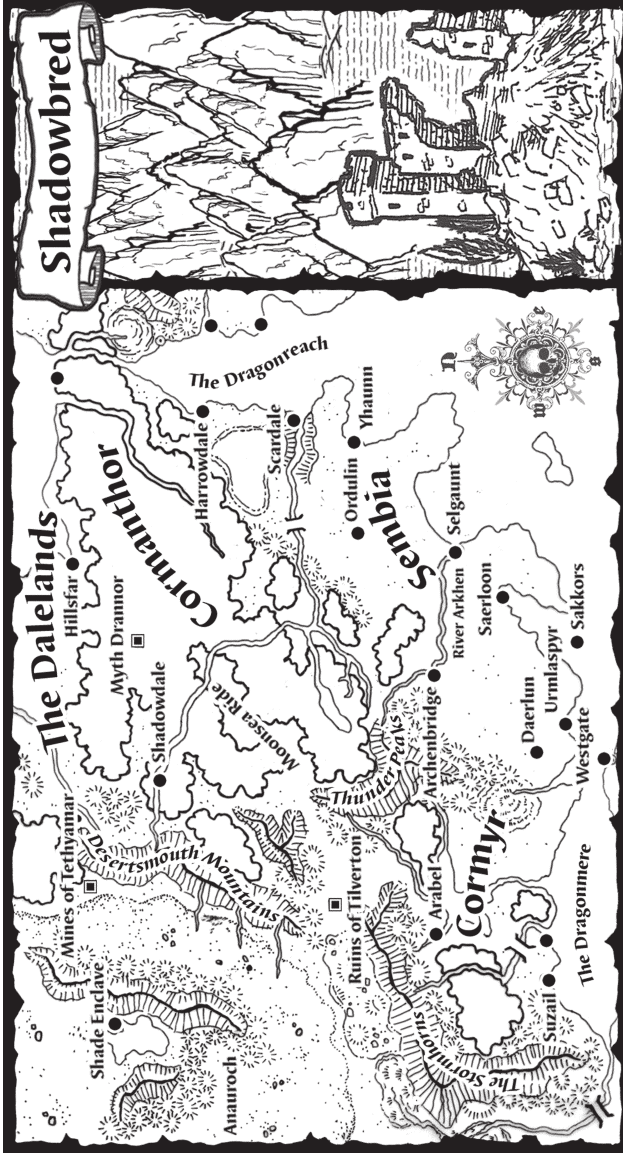 Shadowbred
The Dalelands
Hillsfar
Cormanthor
Myth Drannor
Mines of Tethyamar
Shadowdale
Desertsmouth Mountains
Shade Enclave
Anauroch
Moonsea Ride
Harrowdale
The Dragonreach
Scardale
Ordulin
Yhaunn
Sembia
Thunder Peaks
Ruins of Tilverton
Archenbridge
River Arkhen
Selgaunt
Saerloon
Arabel
Cormyr
Daerlun
Urmlaspyr
Sakkors
Westgate
The Stormhorns
Suzail
The Dragonmere
n
w
e
s